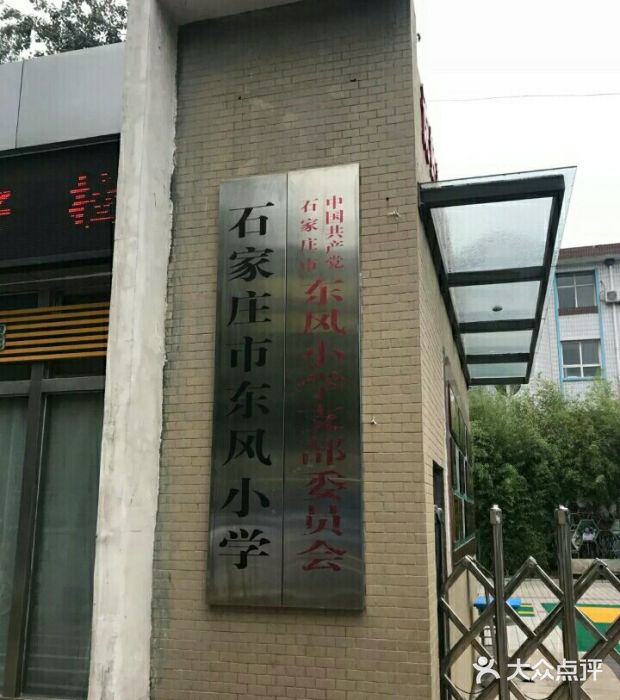 中国共产党
石家庄市
东风小学支部委员会
石家庄市东风小学
大众点评